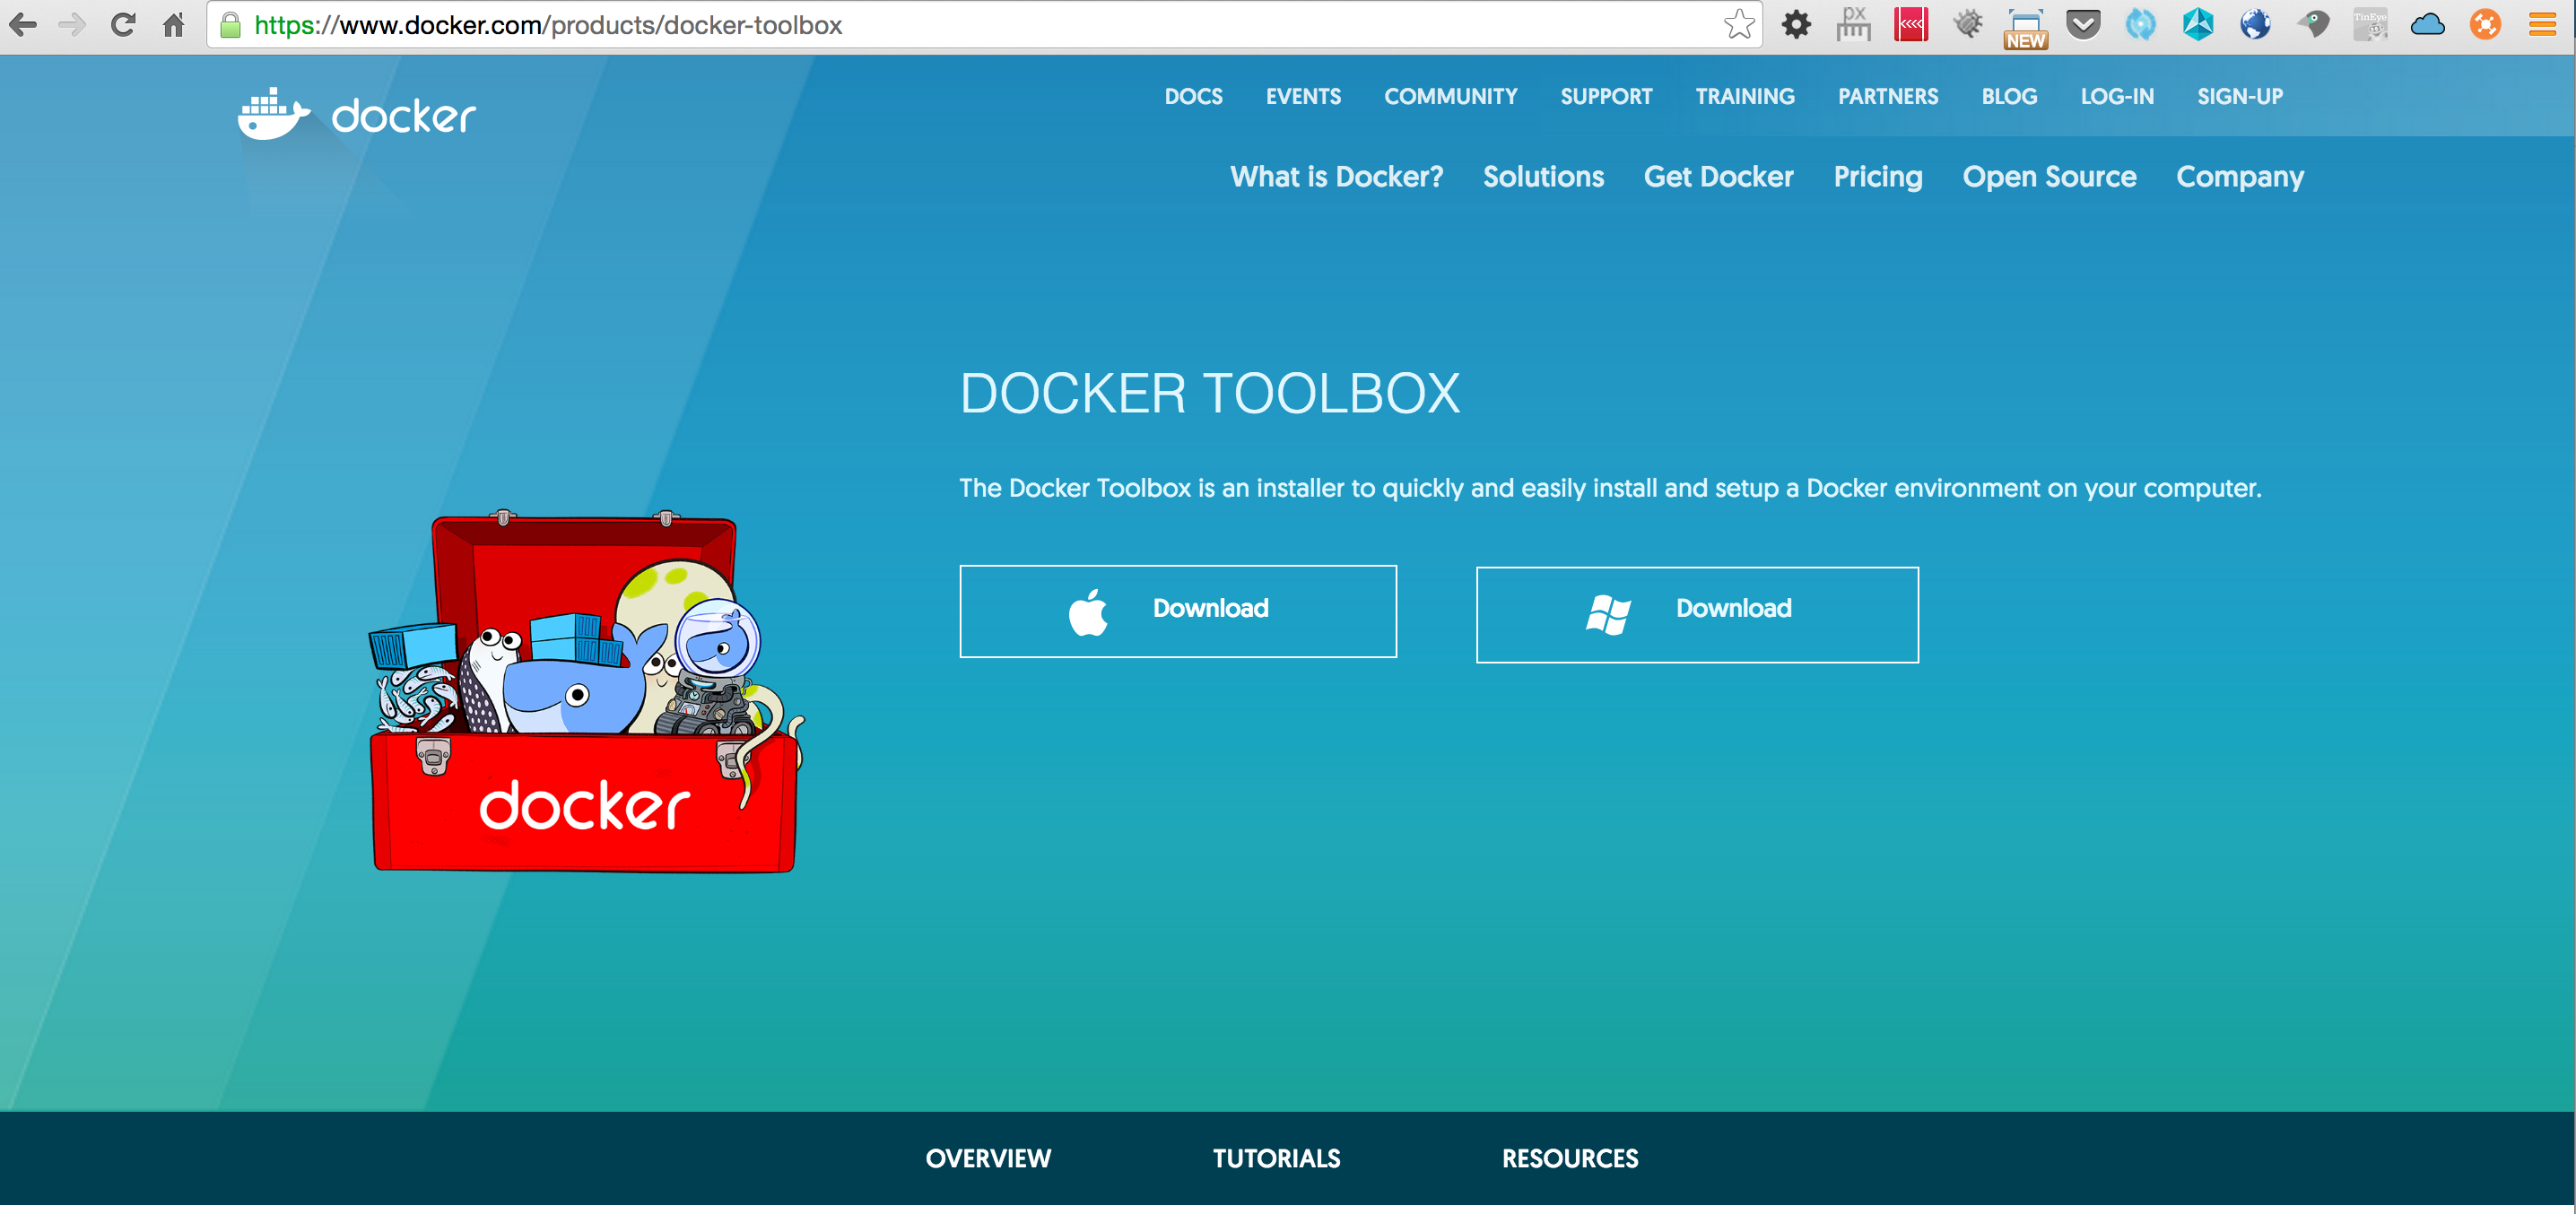 https://www.docker.com/products/docker-toolbox
px
NEW
TinEye
docker
DOCS EVENTS COMMUNITY SUPPORT TRAINING PARTNERS BLOG LOG-IN SIGN-UP
What is Docker? Solutions Get Docker Pricing Open Source Company
DOCKER TOOLBOX
The Docker Toolbox is an installer to quickly and easily install and setup a Docker environment on your computer.
Download Download
docker
OVERVIEW TUTORIALS RESOURCES